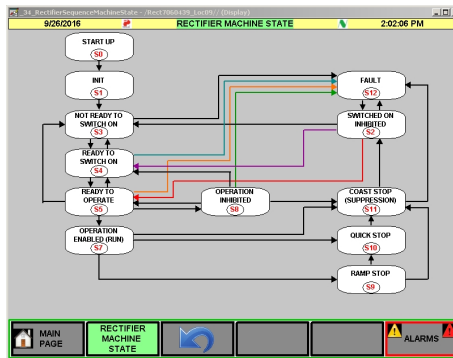 _34_RectifierSequenceMachineState - /Rect7060439_Loc09// (Display)
9/26/2016 RECTIFIER MACHINE STATE 2:02:06 PM
START UP
S0
INIT
S1
FAULT
S12
NOT READY TO
SWITCH ON
S3
SWITCHED ON
INHIBITED
S2
READY TO
SWITCH ON
S4
READY TO
OPERATE
S5
OPERATION
INHIBITED
S8
COAST STOP
(SUPPRESSION)
S11
OPERATION
ENABLED (RUN)
S7
QUICK STOP
S10
RAMP STOP
S9
MAIN
PAGE
RECTIFIER
MACHINE
STATE
ALARMS